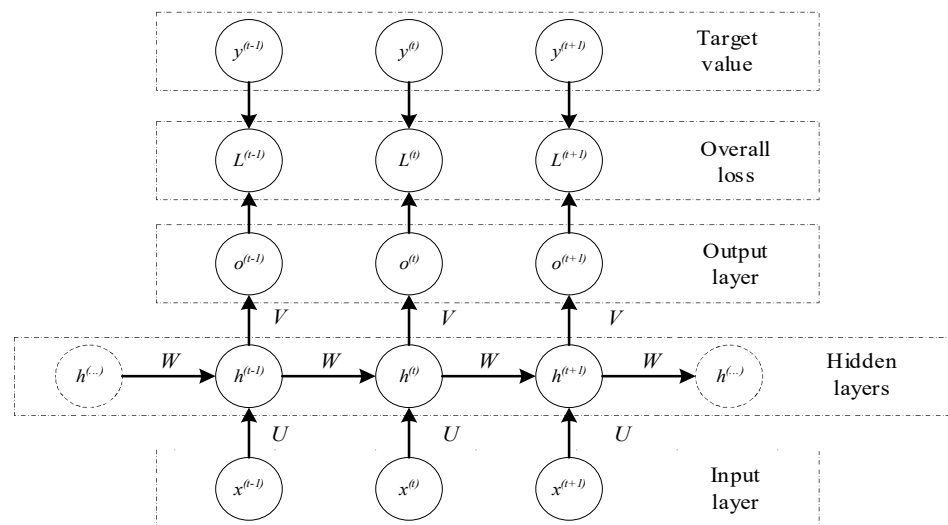 y(t-1) y(t) y(t+1) Target
value
L(t-1) L(t) L(t+1) Overall
loss
o(t-1) o(t) o(t+1) Output
layer
V V V
W W W W
h(...) h(t-1) h(t) h(t+1) h(...) Hidden
layers
U U U
x(t-1) x(t) x(t+1) Input
layer